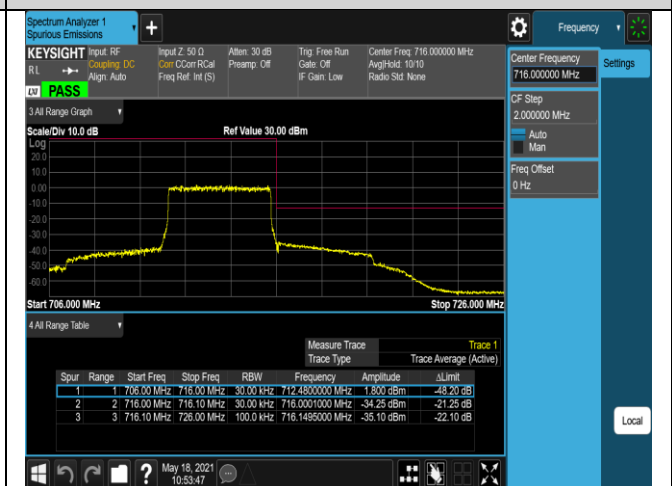 Spectrum Analyzer 1
Spurious Emissions
+
Frequency
KEYSIGHT
Input: RF
Input Z: 50 Ω
Atten: 30 dB
Trig: Free Run
Center Freq: 716.000000 MHz
RL
Coupling: DC
Corr CCorr RCal
Preamp: Off
Gate: Off
Avg|Hold: 10/10
Align: Auto
Freq Ref: Int (S)
IF Gain: Low
Radio Std: None
LXI PASS
Center Frequency
716.000000 MHz
Settings
CF Step
2.000000 MHz
Auto
Man
Freq Offset
0 Hz
3 All Range Graph
Scale/Div 10.0 dB
Ref Value 30.00 dBm
Log
20.0
10.0
0.00
-10.0
-20.0
-30.0
-40.0
-50.0
-60.0
Start 706.000 MHz
Stop 726.000 MHz
4 All Range Table
Measure Trace Trace 1
Trace Type Trace Average (Active)
Spur Range Start Freq Stop Freq RBW Frequency Amplitude ΔLimit
1 1 706.00 MHz 716.00 MHz 30.00 kHz 712.4800000 MHz 1.800 dBm -48.20 dB
2 2 716.00 MHz 716.10 MHz 30.00 kHz 716.0001000 MHz -34.25 dBm -21.25 dB
3 3 716.10 MHz 726.00 MHz 100.0 kHz 716.1495000 MHz -35.10 dBm -22.10 dB
Local
?
May 18, 2021
10:53:47